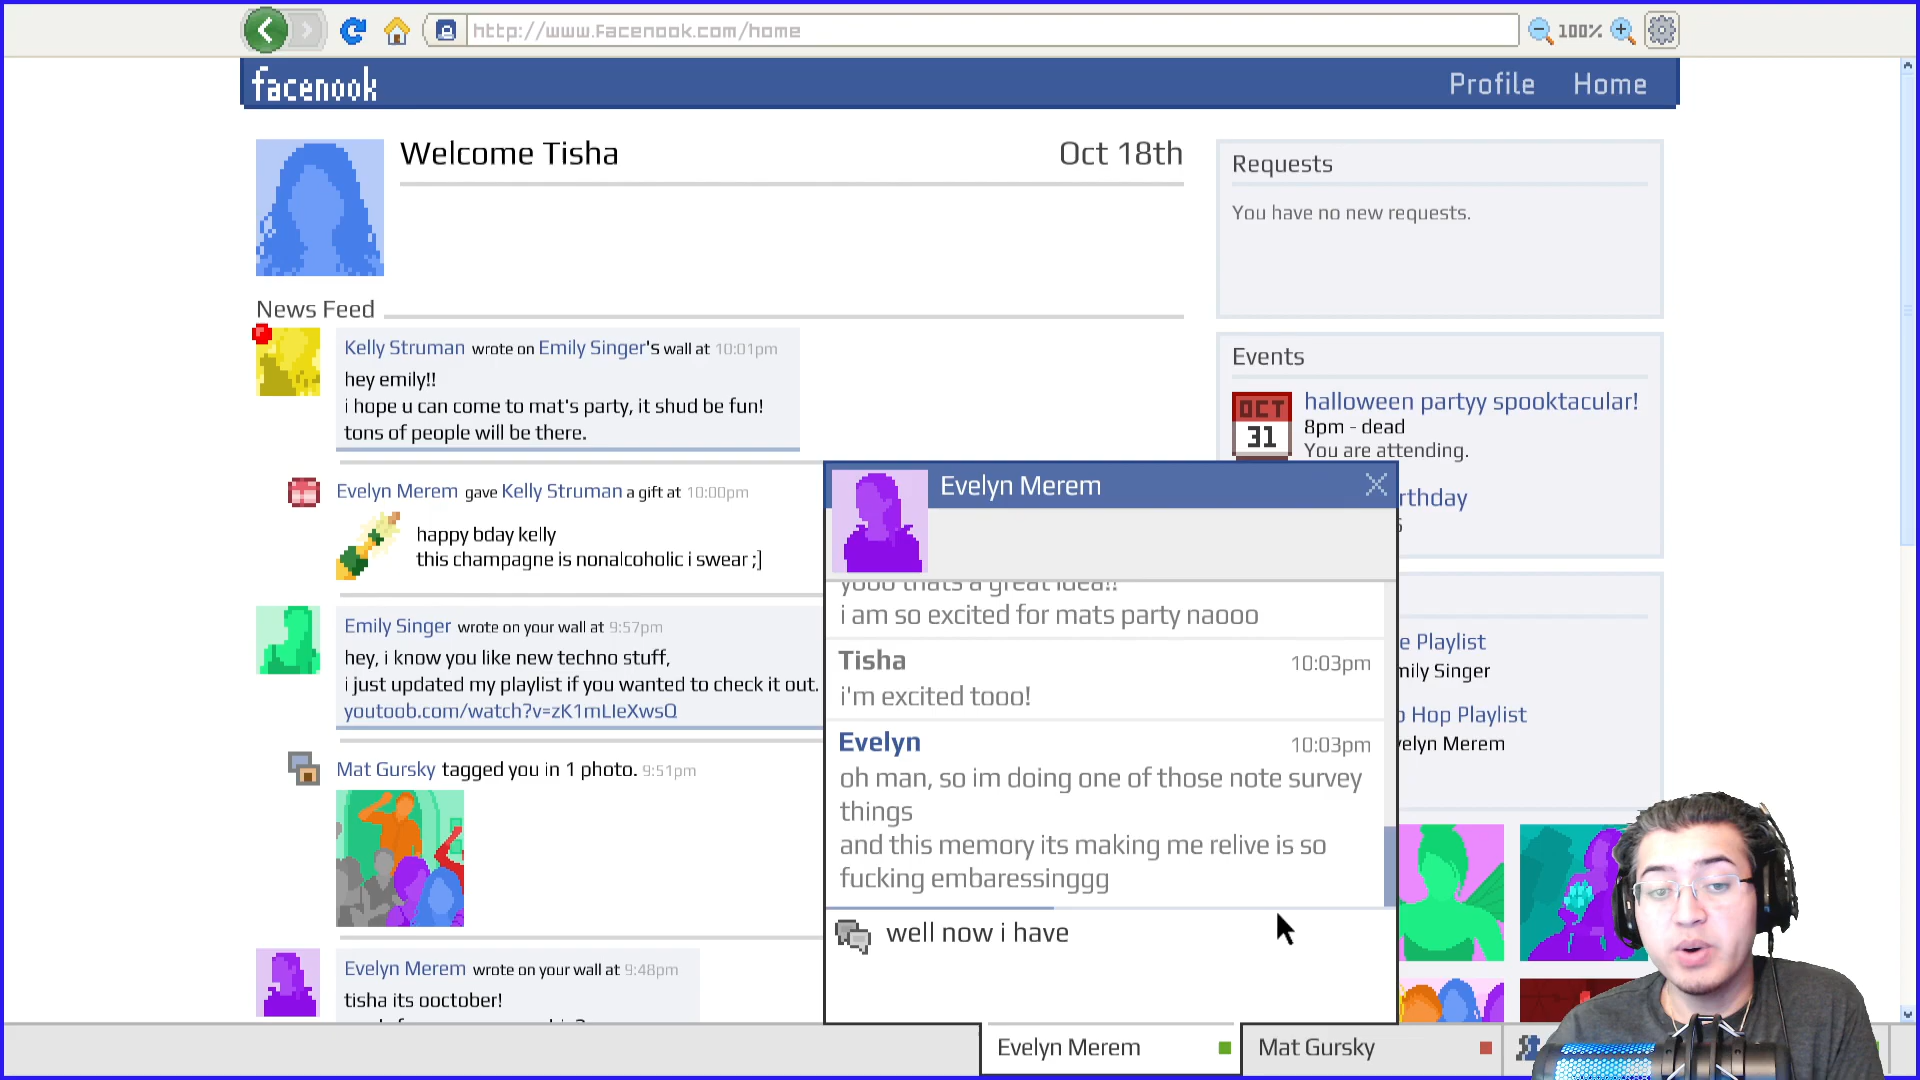 http://www.facenook.com/home
100%
facenook
Profile
Home
Welcome Tisha
Oct 18th
News Feed
Kelly Struman wrote on Emily Singer's wall at 10:01pm
hey emily!!
i hope u can come to mat's party, it shud be fun!
tons of people will be there.
Evelyn Merem gave Kelly Struman a gift at 10:00pm
happy bday kelly
this champagne is nonalcoholic i swear ;]
Emily Singer wrote on your wall at 9:57pm
hey, i know you like new techno stuff,
i just updated my playlist if you wanted to check it out.
youtoob.com/watch?v=zK1mLIeXwsQ
Mat Gursky tagged you in 1 photo. 9:51pm
Evelyn Merem wrote on your wall at 9:48pm
tisha its ooctober!
Requests
You have no new requests.
Events
OCT
31
halloween partyy spooktacular!
8pm - dead
You are attending.
rthday
e Playlist
mily Singer
Hop Playlist
velyn Merem
Evelyn Merem
yooo thats a great idea!!
i am so excited for mats party naooo
Tisha 10:03pm
i'm excited tooo!
Evelyn 10:03pm
oh man, so im doing one of those note survey
things
and this memory its making me relive is so
fucking embaressinggg
well now i have
Evelyn Merem
Mat Gursky